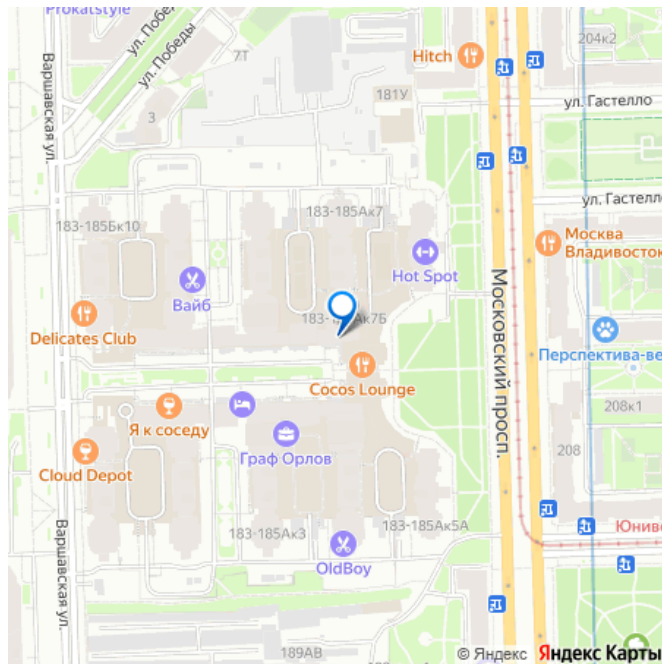 Prokatstyle
ул. Победы
ул. Победы
7Т
Hitch
204к2
Варшавская ул.
3
181У
ул. Гастелло
183-185Ак7
ул. Гастелло
183-185Бк10
Москва
Владивосток
Hot Spot
Вайб
Московский просп.
Delicates Club
Перспектива-ве
Cocos Lounge
208к1
Я к соседу
Граф Орлов
208
Cloud Depot
183-185Ак3
183-185Ак5А
Униве
Варшавская ул.
OldBoy
189АВ
© Яндекс Яндекс Карты